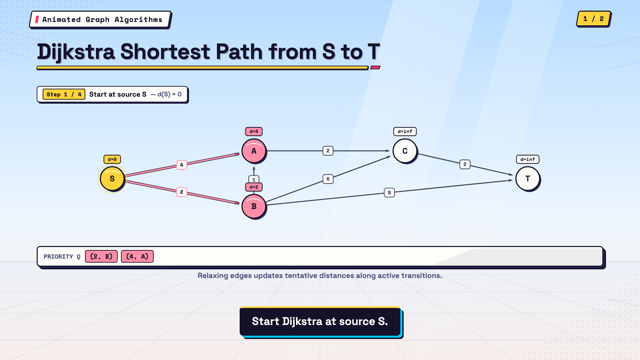 Animated Graph Algorithms
1 / 2
Dijkstra Shortest Path from S to T
Step 1 / 4 Start at source S — d(S) = 0
d=4
d=inf
A
2
C
d=0
4
2
d=inf
S
1
6
T
2
d=2
8
B
PRIORITY Q (2, B) (4, A)
Relaxing edges updates tentative distances along active transitions.
Start Dijkstra at source S.